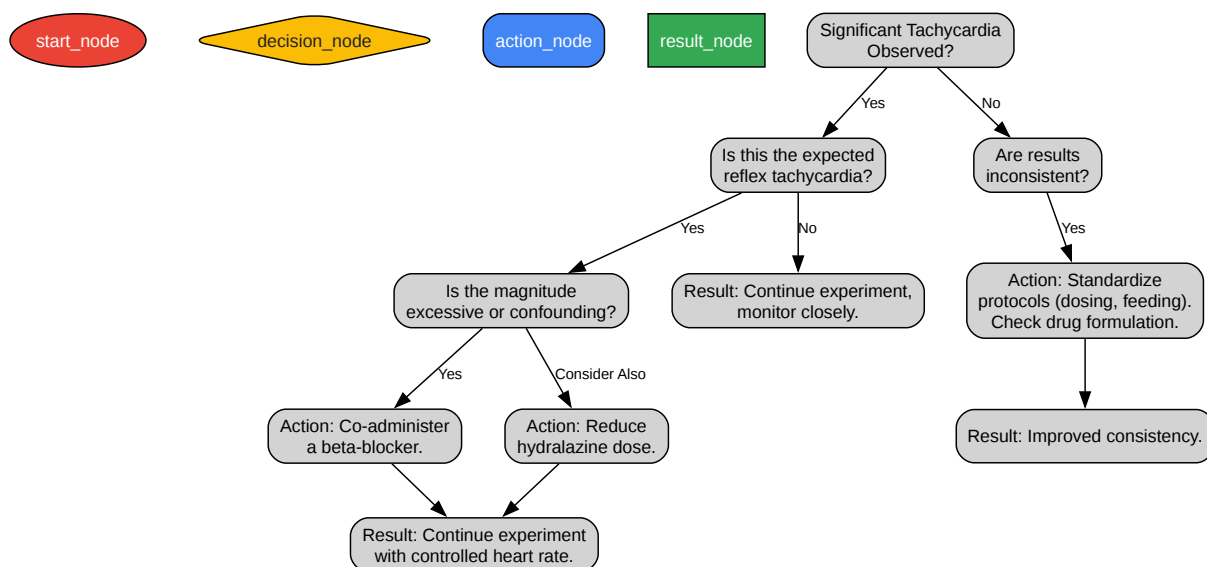 start_node
decision_node
action_node
result_node
Significant Tachycardia
Observed?
Yes
No
Is this the expected
reflex tachycardia?
Are results
inconsistent?
Yes
No
Yes
Is the magnitude
excessive or confounding?
Result: Continue experiment,
monitor closely.
Action: Standardize
protocols (dosing, feeding).
Check drug formulation.
Yes
Consider Also
Action: Co-administer
a beta-blocker.
Action: Reduce
hydralazine dose.
Result: Improved consistency.
Result: Continue experiment
with controlled heart rate.